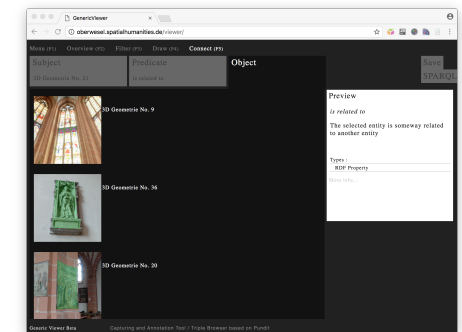 GenericViewer
oberwesel.spatialhumanities.de/viewer/
Menu (F1) Overview (F2) Filter (F3) Draw (F4) Connect (F5)
Subject Predicate Object Save
3D Geometrie No. 21 is related to SPARQL
Preview
3D Geometrie No. 9
is related to
The selected entity is someway related
to another entity
Types :
RDF Property
More Info...
3D Geometrie No. 36
3D Geometrie No. 20
Generic Viewer Beta Capturing and Annotation Tool / Triple Browser based on Pundit